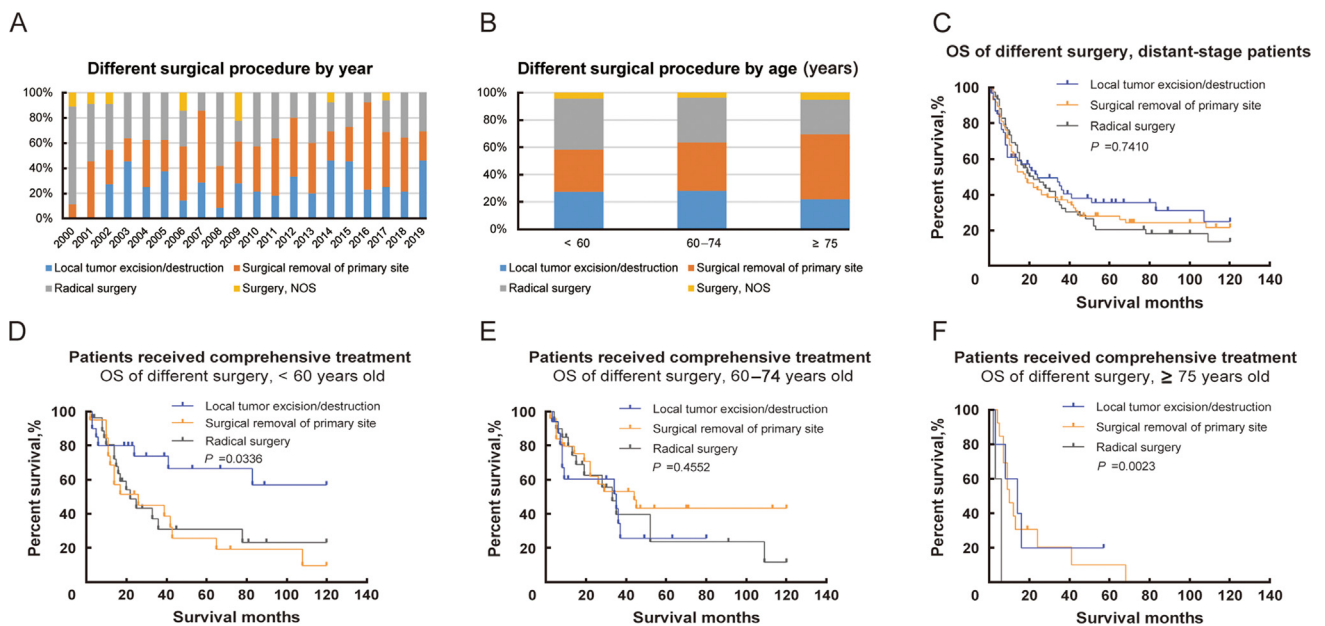 A
Different surgical procedure by year
100%
80%
60%
40%
20%
0%
2000 2001 2002 2003 2004 2005 2006 2007 2008 2009 2010 2011 2012 2013 2014 2015 2016 2017 2018 2019
Local tumor excision/destruction Surgical removal of primary site
Radical surgery Surgery, NOS
B
Different surgical procedure by age (years)
100%
80%
60%
40%
20%
0%
< 60 60–74 ≥ 75
Local tumor excision/destruction Surgical removal of primary site
Radical surgery Surgery, NOS
C
OS of different surgery, distant-stage patients
Percent survival,%
100
80
60
40
20
Local tumor excision/destruction
Surgical removal of primary site
Radical surgery
P =0.7410
0 20 40 60 80 100 120 140
Survival months
D
Patients received comprehensive treatment
OS of different surgery, < 60 years old
Percent survival,%
100
80
60
40
20
Local tumor excision/destruction
Surgical removal of primary site
Radical surgery
P =0.0336
0 20 40 60 80 100 120 140
Survival months
E
Patients received comprehensive treatment
OS of different surgery, 60–74 years old
Percent survival,%
100
80
60
40
20
Local tumor excision/destruction
Surgical removal of primary site
Radical surgery
P =0.4552
0 20 40 60 80 100 120 140
Survival months
F
Patients received comprehensive treatment
OS of different surgery, ≥ 75 years old
Percent survival,%
100
80
60
40
20
Local tumor excision/destruction
Surgical removal of primary site
Radical surgery
P =0.0023
0 20 40 60 80 100 120 140
Survival months